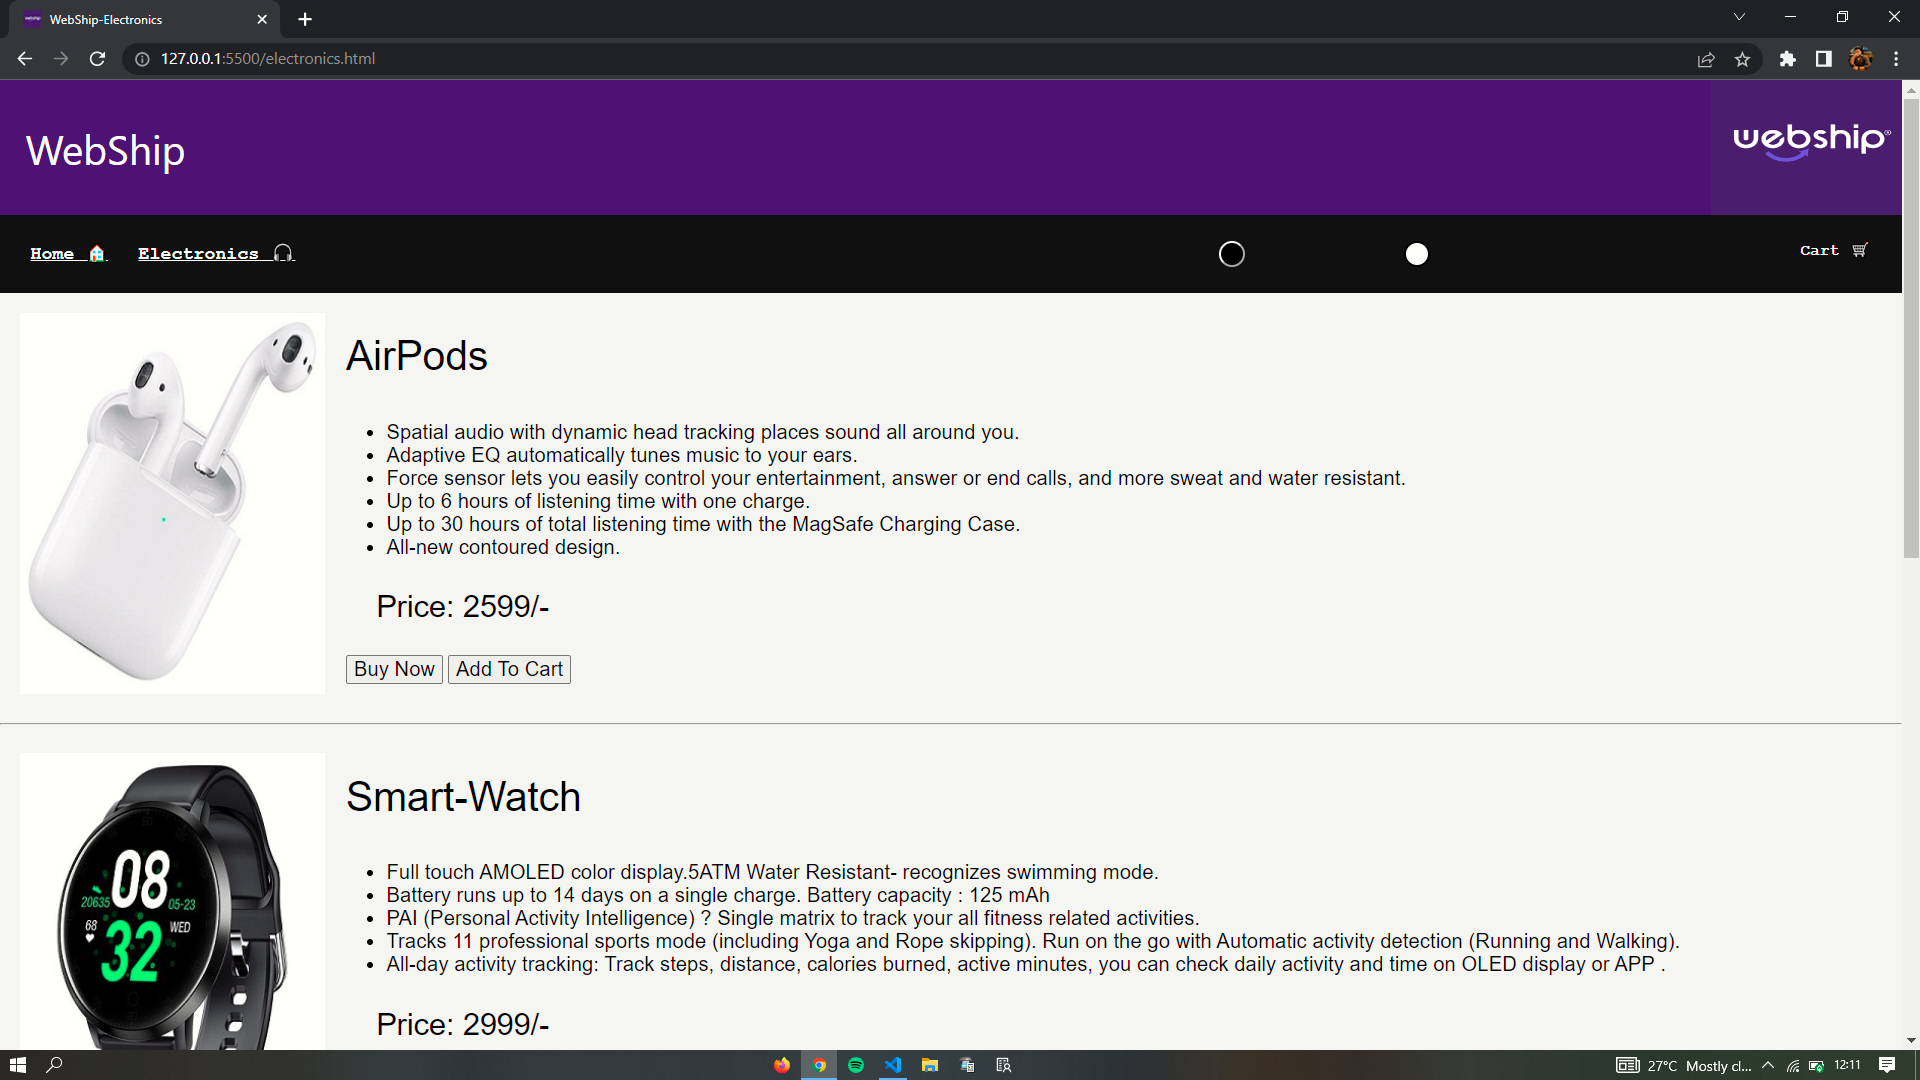 WebShip-Electronics
127.0.0.1:5500/electronics.html
WebShip
webship®
Home
Electronics
Cart
AirPods
• Spatial audio with dynamic head tracking places sound all around you.
• Adaptive EQ automatically tunes music to your ears.
• Force sensor lets you easily control your entertainment, answer or end calls, and more sweat and water resistant.
• Up to 6 hours of listening time with one charge.
• Up to 30 hours of total listening time with the MagSafe Charging Case.
• All-new contoured design.
Price: 2599/-
Buy Now
Add To Cart
Smart-Watch
• Full touch AMOLED color display.5ATM Water Resistant- recognizes swimming mode.
• Battery runs up to 14 days on a single charge. Battery capacity : 125 mAh
• PAI (Personal Activity Intelligence) ? Single matrix to track your all fitness related activities.
• Tracks 11 professional sports mode (including Yoga and Rope skipping). Run on the go with Automatic activity detection (Running and Walking).
• All-day activity tracking: Track steps, distance, calories burned, active minutes, you can check daily activity and time on OLED display or APP .
Price: 2999/-
08
20635
05-23
68
WED
32
27°C Mostly cl...
12:11